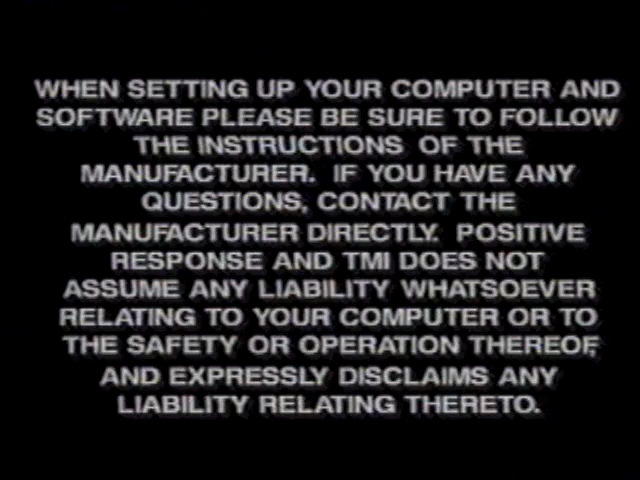 WHEN SETTING UP YOUR COMPUTER AND
SOFTWARE PLEASE BE SURE TO FOLLOW
THE INSTRUCTIONS OF THE
MANUFACTURER. IF YOU HAVE ANY
QUESTIONS, CONTACT THE
MANUFACTURER DIRECTLY. POSITIVE
RESPONSE AND TMI DOES NOT
ASSUME ANY LIABILITY WHATSOEVER
RELATING TO YOUR COMPUTER OR TO
THE SAFETY OR OPERATION THEREOF,
AND EXPRESSLY DISCLAIMS ANY
LIABILITY RELATING THERETO.